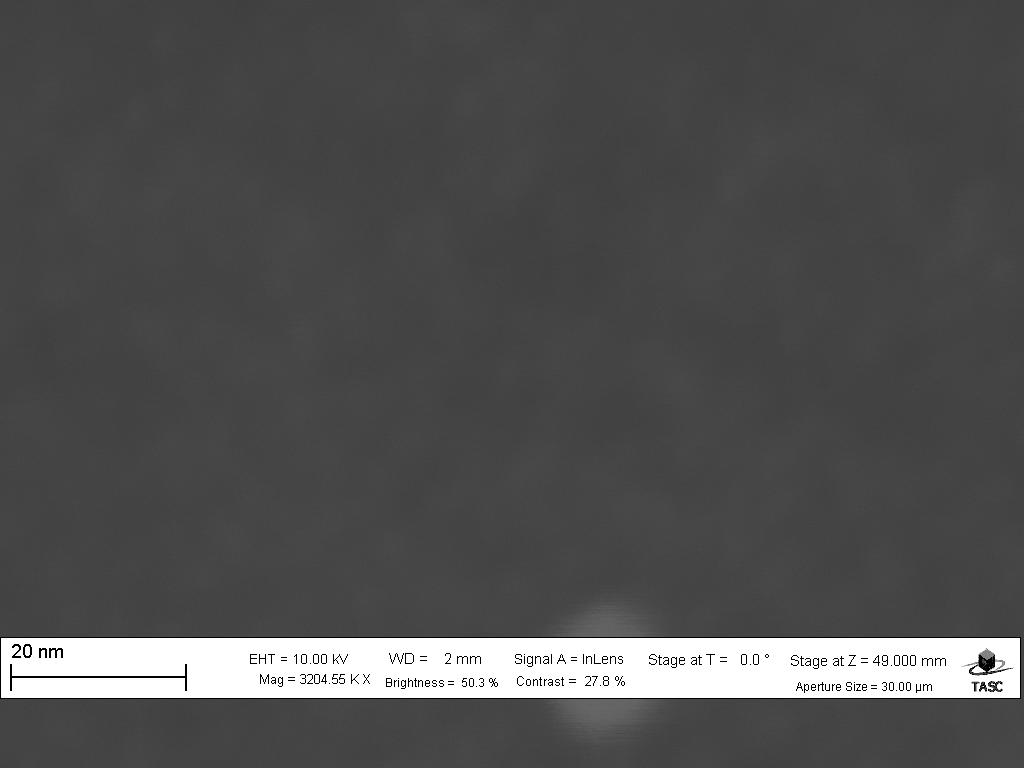 20 nm
EHT = 10.00 kV
WD = 2 mm
Signal A = InLens
Stage at T = 0.0 °
Stage at Z = 49.000 mm
Mag = 3204.55 K X
Brightness = 50.3 %
Contrast = 27.8 %
Aperture Size = 30.00 µm
TASC